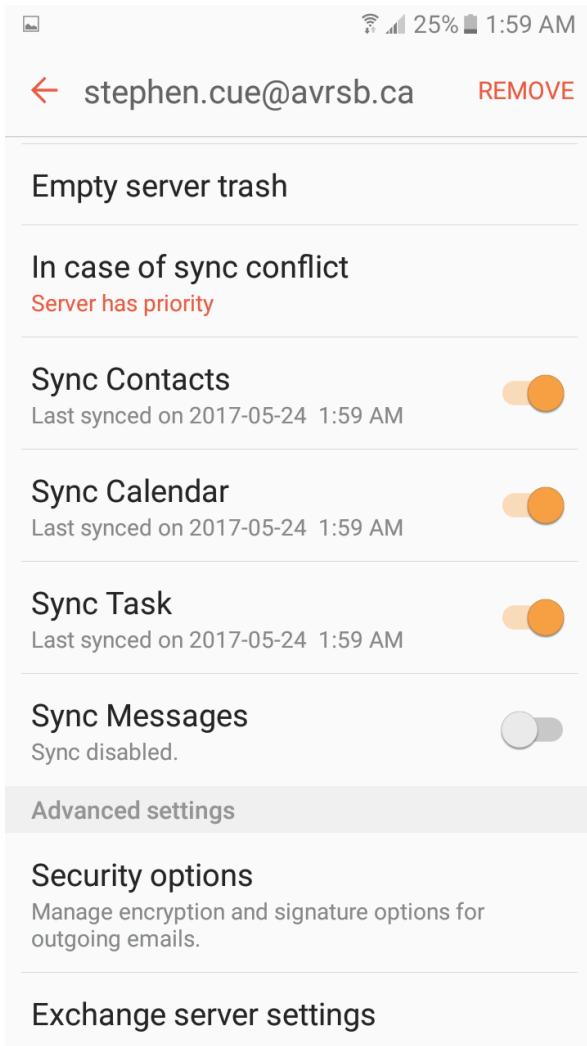 25% 1:59 AM
stephen.cue@avrsb.ca REMOVE
Empty server trash
In case of sync conflict
Server has priority
Sync Contacts
Last synced on 2017-05-24 1:59 AM
Sync Calendar
Last synced on 2017-05-24 1:59 AM
Sync Task
Last synced on 2017-05-24 1:59 AM
Sync Messages
Sync disabled.
Advanced settings
Security options
Manage encryption and signature options for
outgoing emails.
Exchange server settings